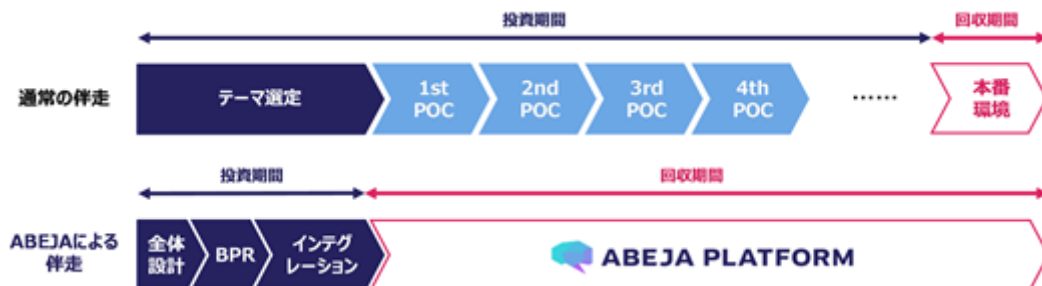 投資期間
回収期間
通常の伴走
テーマ選定
1st
POC
2nd
POC
3rd
POC
4th
POC
……
本番
環境
投資期間
回収期間
ABEJAによる
伴走
全体
設計
BPR
インテグ
レーション
ABEJA PLATFORM